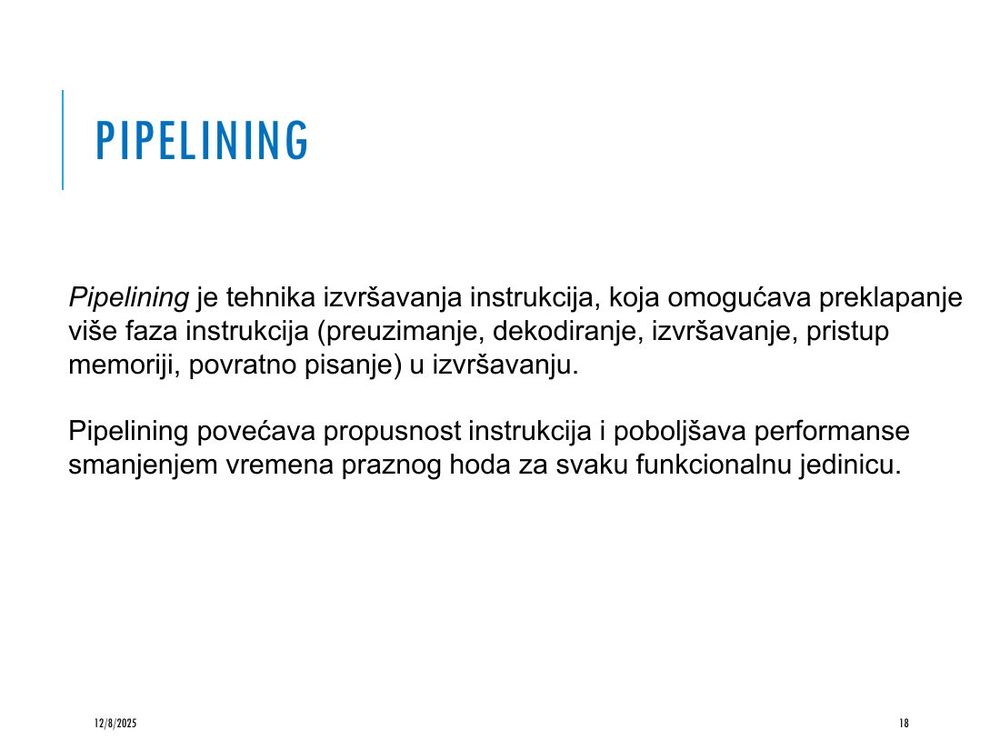 PIPELINING
Pipelining je tehnika izvršavanja instrukcija, koja omogućava preklapanje
više faza instrukcija (preuzimanje, dekodiranje, izvršavanje, pristup
memoriji, povratno pisanje) u izvršavanju.
Pipelining povećava propusnost instrukcija i poboljšava performanse
smanjenjem vremena praznog hoda za svaku funkcionalnu jedinicu.
12/8/2025
18